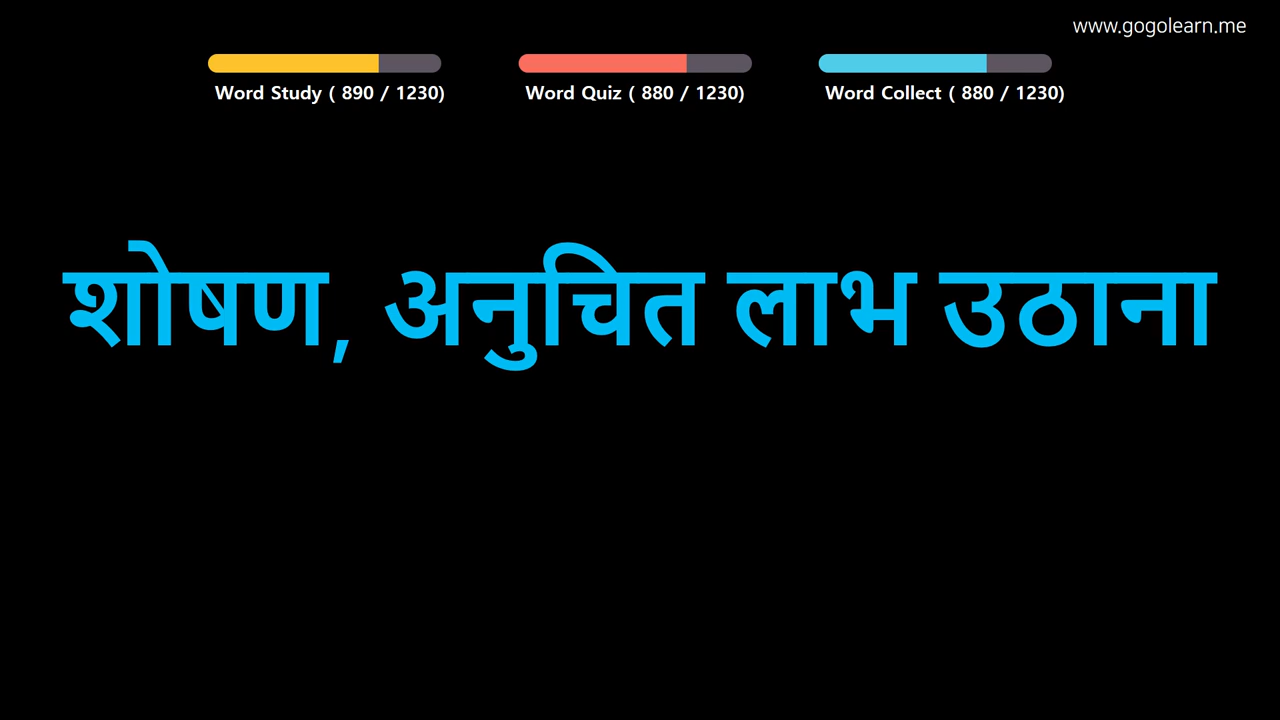 www.gogolearn.me
Word Study ( 890 / 1230) Word Quiz ( 880 / 1230) Word Collect ( 880 / 1230)
शोषण, अनुचित लाभ उठाना